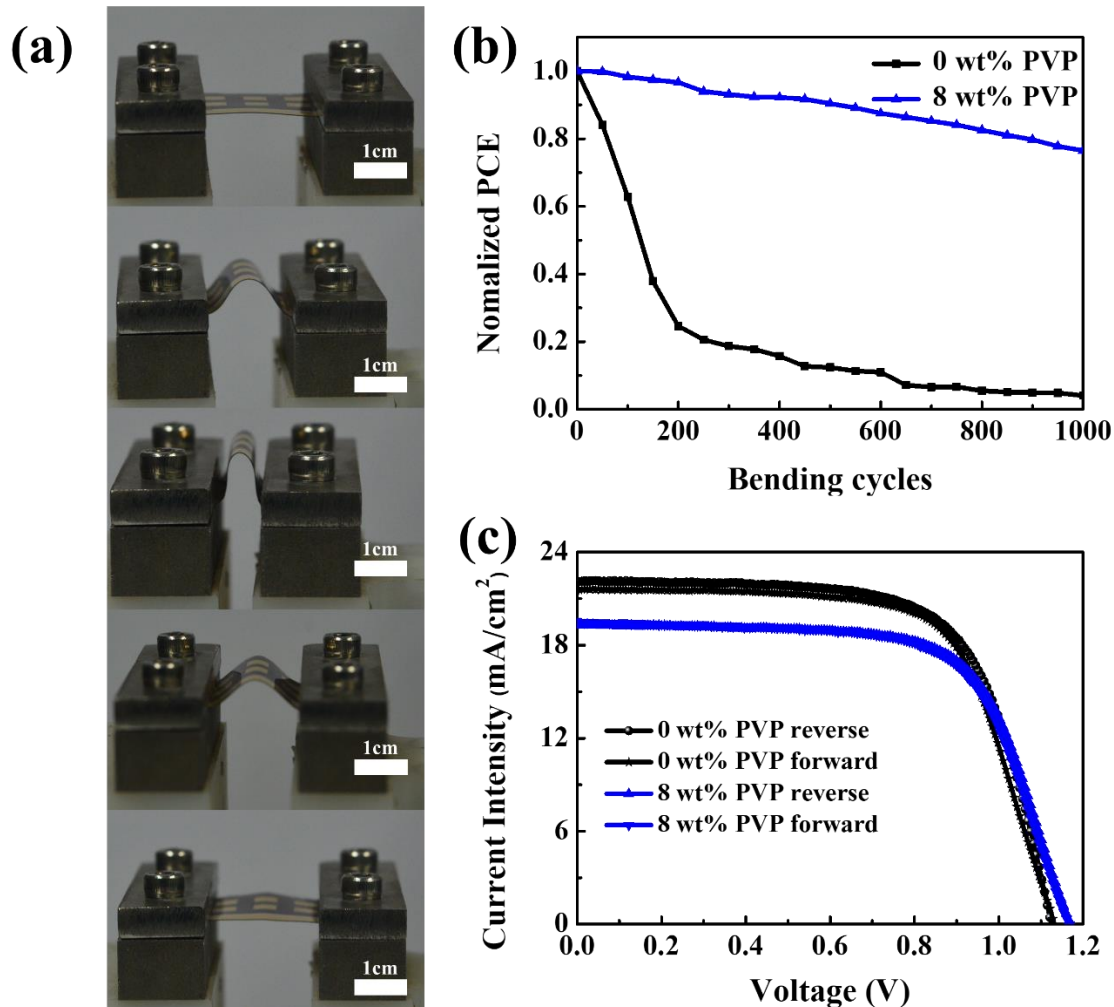 (a)
1cm
1cm
1cm
1cm
1cm
(b)
0 wt% PVP
8 wt% PVP
1.0
0.8
0.6
0.4
0.2
0.0
Nomalized PCE
0 200 400 600 800 1000
Bending cycles
(c)
24
18
12
6
0
Current Intensity (mA/cm²)
0 wt% PVP reverse
0 wt% PVP forward
8 wt% PVP reverse
8 wt% PVP forward
0.0 0.2 0.4 0.6 0.8 1.0 1.2
Voltage (V)